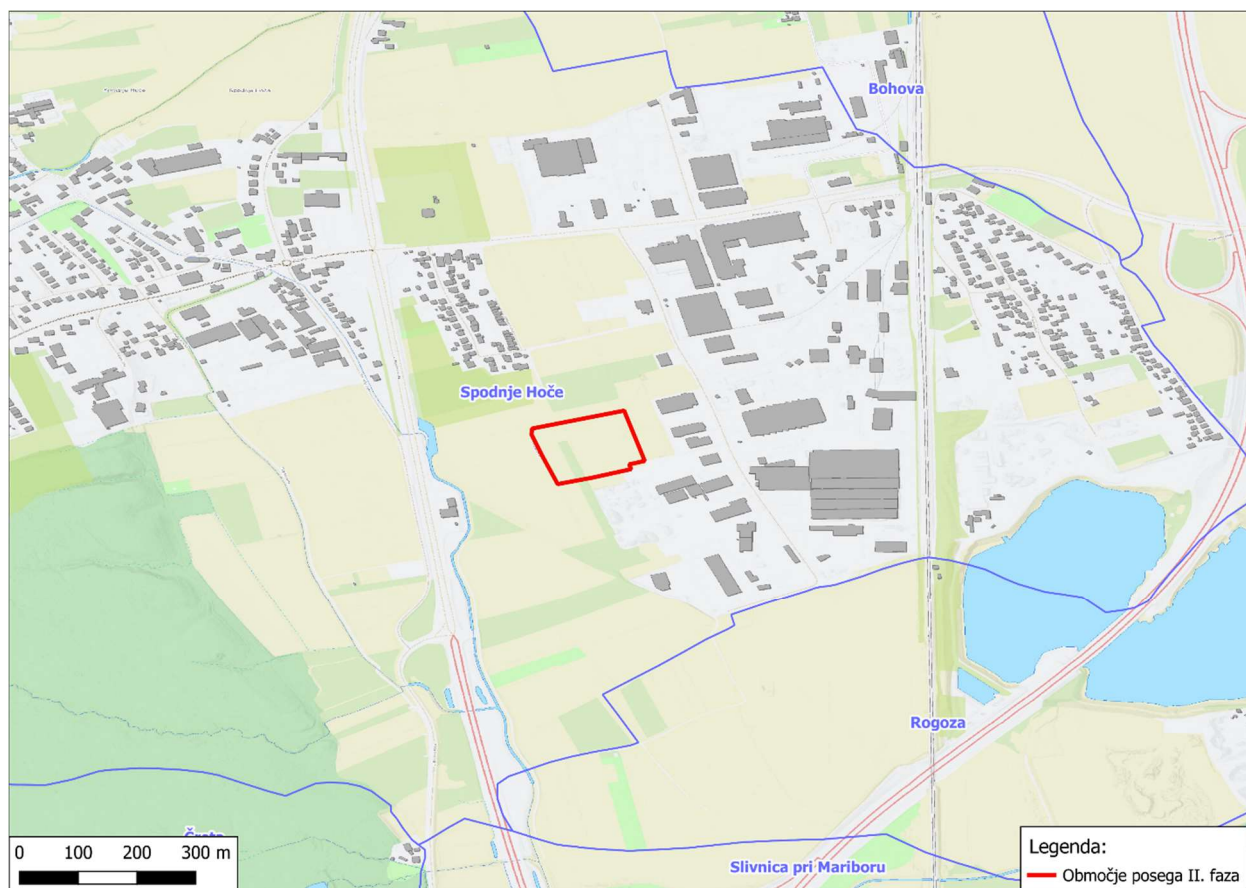 Bohova
Spodnje Hoče
Rogoza
Slivnica pri Mariboru
0 100 200 300 m
Legenda:
Območje posega II. faza